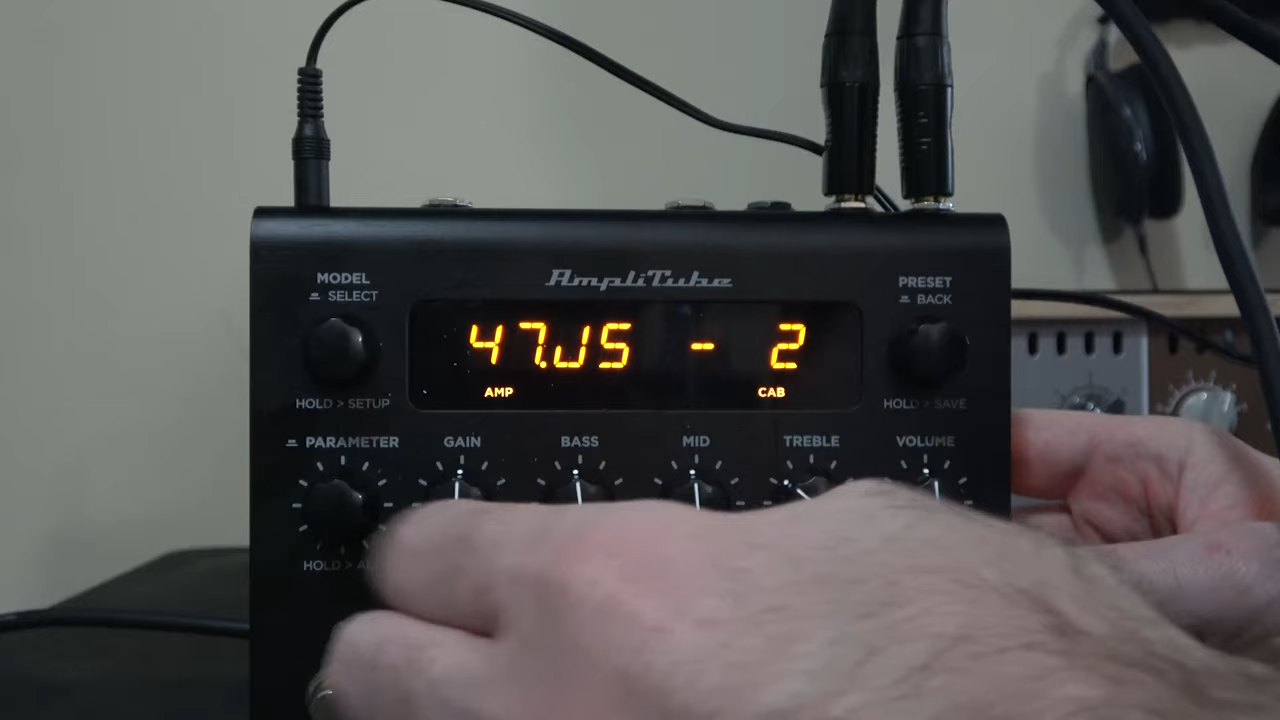 MODEL
SELECT
AmpliTube
PRESET
BACK
47.JS - 2
AMP CAB
HOLD > SETUP
HOLD > SAVE
PARAMETER GAIN BASS MID TREBLE VOLUME
HOLD >